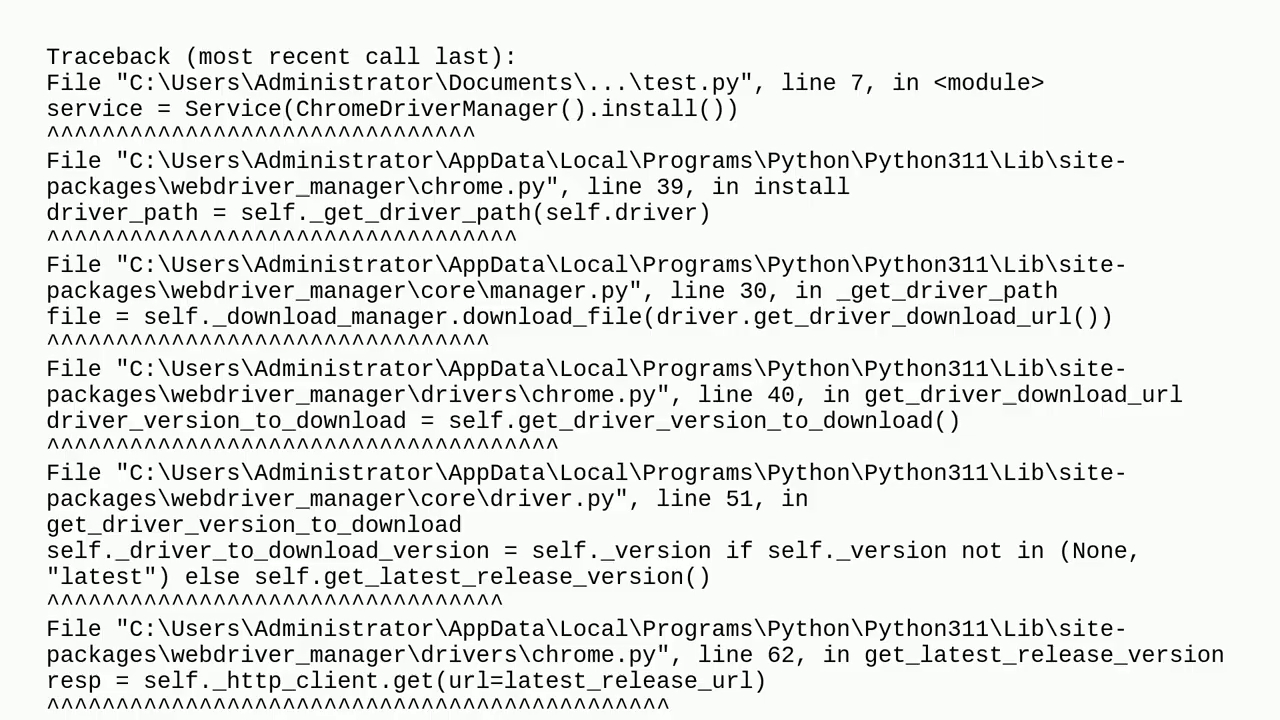 Traceback (most recent call last):
File "C:\Users\Administrator\Documents\...\test.py", line 7, in <module>
service = Service(ChromeDriverManager().install())
^^^^^^^^^^^^^^^^^^^^^^^^^^^^^^^
File "C:\Users\Administrator\AppData\Local\Programs\Python\Python311\Lib\site-
packages\webdriver_manager\chrome.py", line 39, in install
driver_path = self._get_driver_path(self.driver)
^^^^^^^^^^^^^^^^^^^^^^^^^^^^^^^^^^
File "C:\Users\Administrator\AppData\Local\Programs\Python\Python311\Lib\site-
packages\webdriver_manager\core\manager.py", line 30, in _get_driver_path
file = self._download_manager.download_file(driver.get_driver_download_url())
^^^^^^^^^^^^^^^^^^^^^^^^^^^^^^^^
File "C:\Users\Administrator\AppData\Local\Programs\Python\Python311\Lib\site-
packages\webdriver_manager\drivers\chrome.py", line 40, in get_driver_download_url
driver_version_to_download = self.get_driver_version_to_download()
^^^^^^^^^^^^^^^^^^^^^^^^^^^^^^^^^^^^^
File "C:\Users\Administrator\AppData\Local\Programs\Python\Python311\Lib\site-
packages\webdriver_manager\core\driver.py", line 51, in
get_driver_version_to_download
self._driver_to_download_version = self._version if self._version not in (None,
"latest") else self.get_latest_release_version()
^^^^^^^^^^^^^^^^^^^^^^^^^^^^^^^^^
File "C:\Users\Administrator\AppData\Local\Programs\Python\Python311\Lib\site-
packages\webdriver_manager\drivers\chrome.py", line 62, in get_latest_release_version
resp = self._http_client.get(url=latest_release_url)
^^^^^^^^^^^^^^^^^^^^^^^^^^^^^^^^^^^^^^^^^^^^^